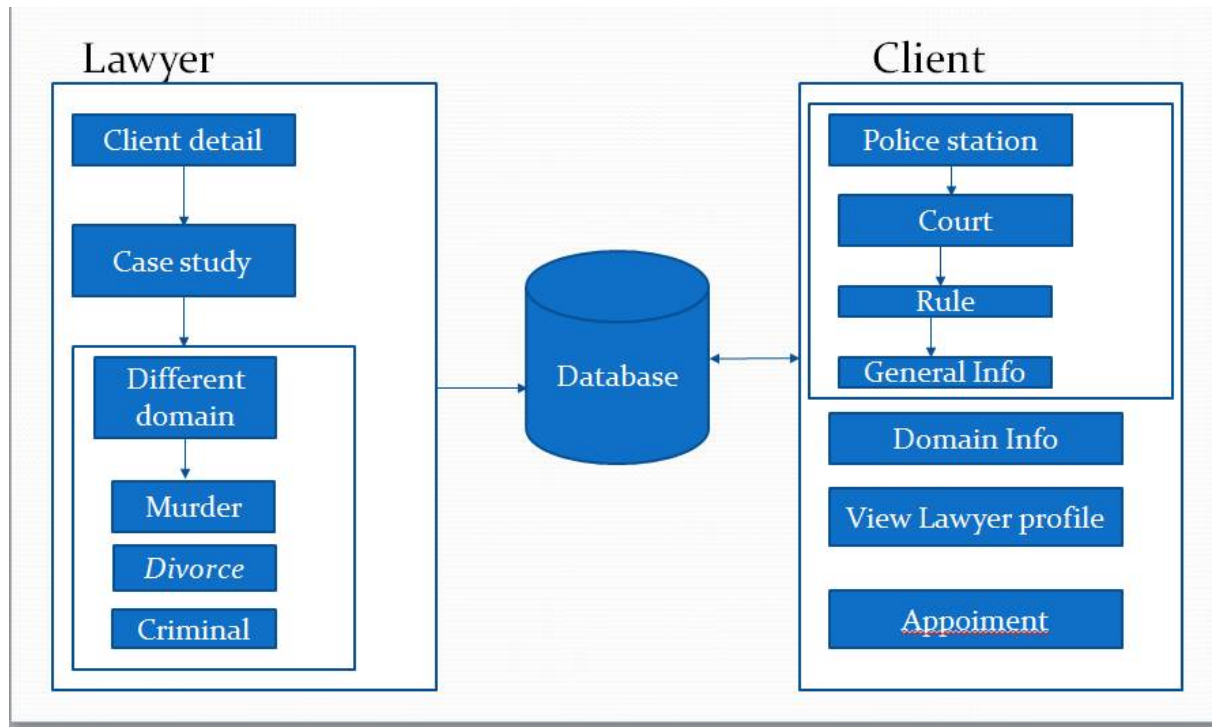 Lawyer
Client detail
Case study
Different
domain
Murder
Divorce
Criminal
Database
Client
Police station
Court
Rule
General Info
Domain Info
View Lawyer profile
Appoiment